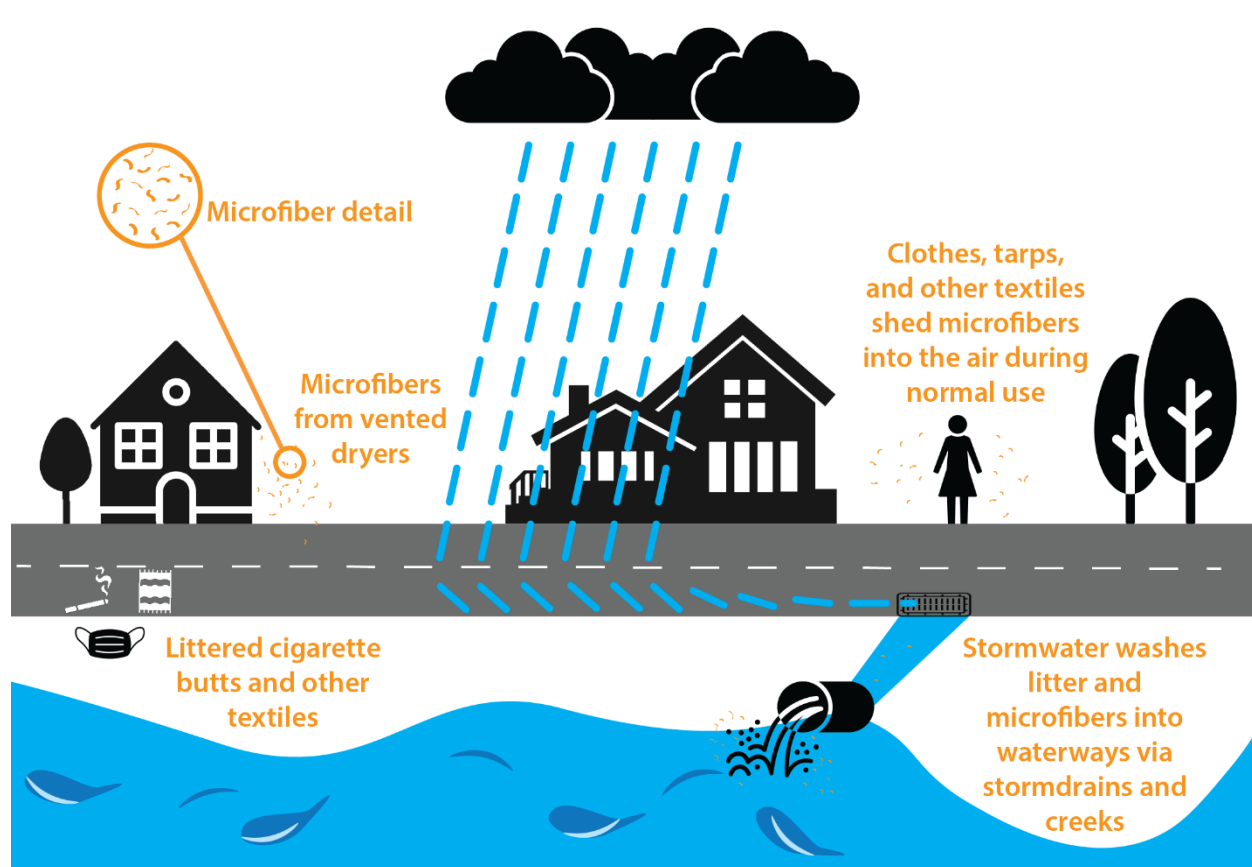 Microfiber detail
Clothes, tarps,
and other textiles
shed microfibers
into the air during
normal use
Microfibers
from vented
dryers
Littered cigarette
butts and other
textiles
Stormwater washes
litter and
microfibers into
waterways via
stormdrains and
creeks